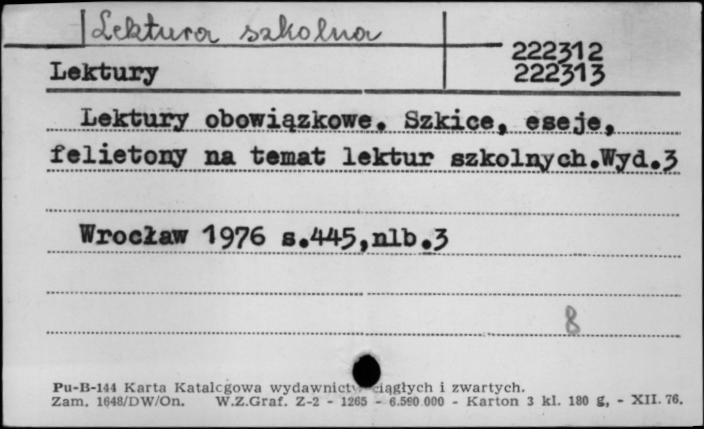 Lektura szkolna
222312
Lektury 222313
Lektury obowiązkowe. Szkice, eseje,
felietony na temat lektur szkolnych.Wyd.3
Wrocław 1976 s.445,nlb.3
8
Pu-B-144 Karta Katalogowa wydawnictw ciągłych i zwartych.
Zam. 1648/DW/On. W.Z.Graf. Z-2 - 1265 - 6.500.000 - Karton 3 kl. 180 g, - XII. 76.